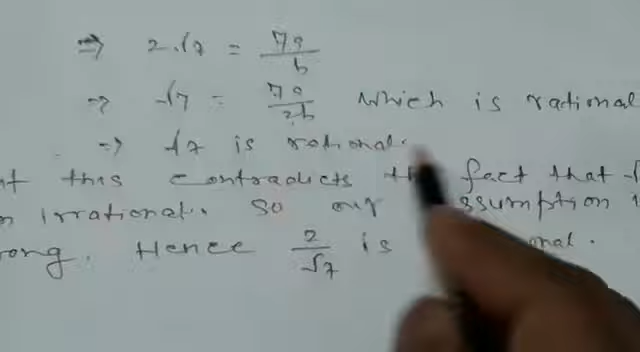 ⇒ 2.√7 = 7a/b
⇒ √7 = 7a/2b which is rational
⇒ √7 is rational.
this contradicts fact that √
irrational. So our
Hence 2/√7 is